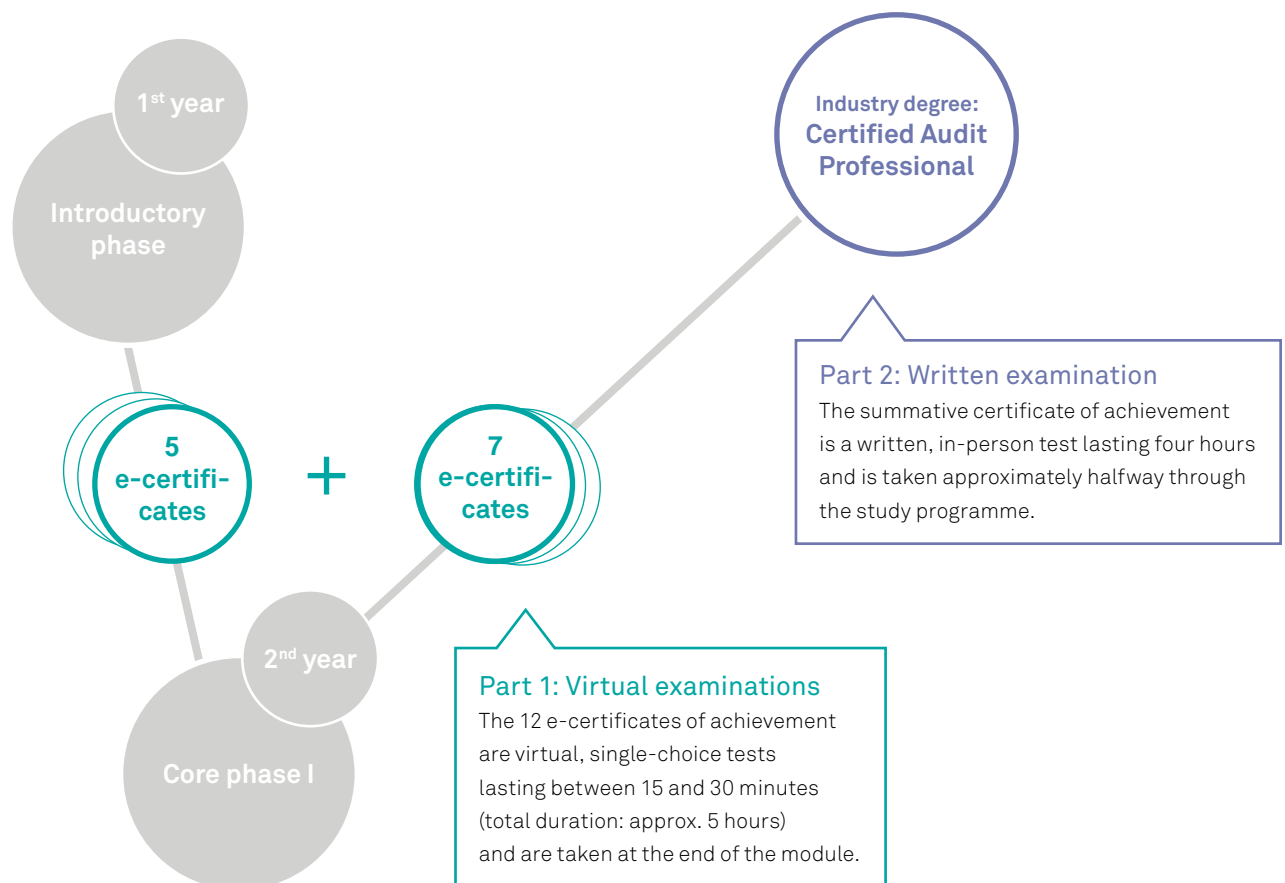 1st year
Introductory
phase
Industry degree:
Certified Audit
Professional
5
e-certifi-
cates
+
7
e-certifi-
cates
Part 2: Written examination
The summative certificate of achievement
is a written, in-person test lasting four hours
and is taken approximately halfway through
the study programme.
2nd year
Core phase I
Part 1: Virtual examinations
The 12 e-certificates of achievement
are virtual, single-choice tests
lasting between 15 and 30 minutes
(total duration: approx. 5 hours)
and are taken at the end of the module.